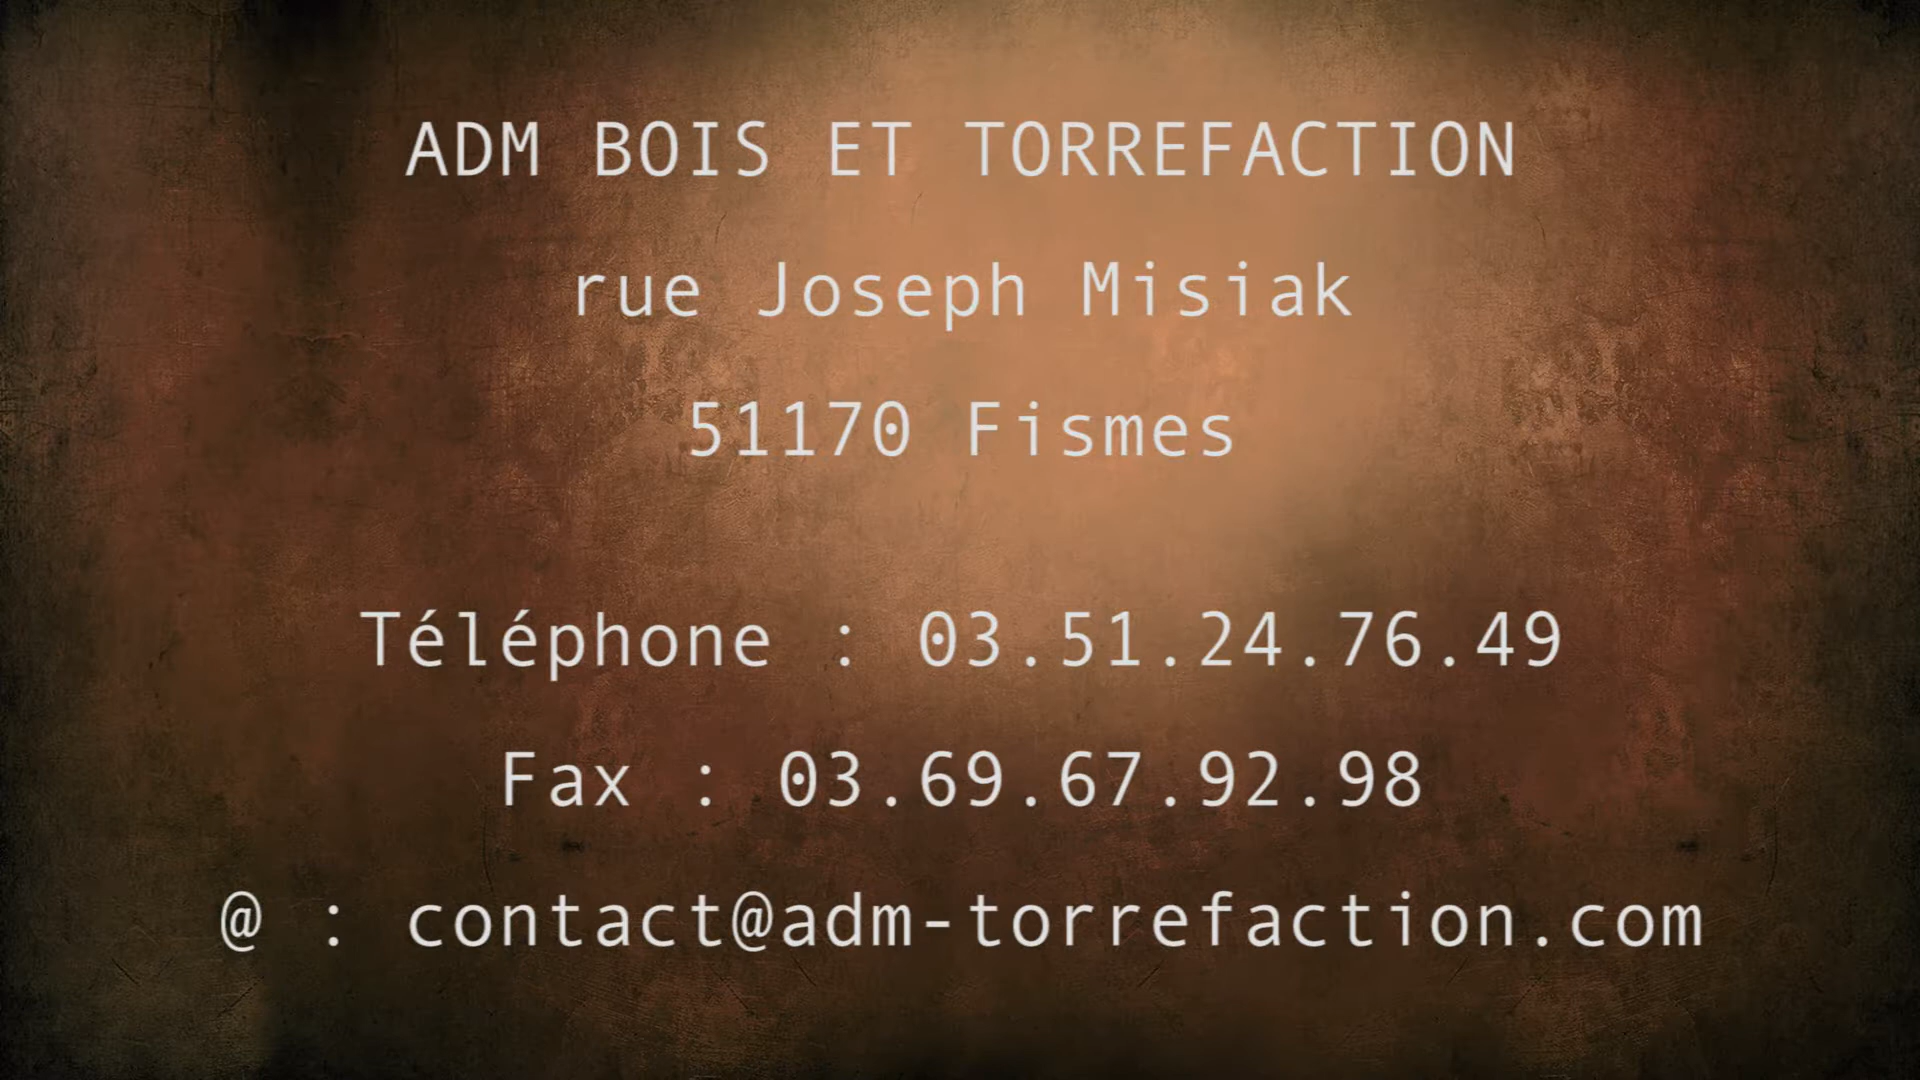 ADM BOIS ET TORREFACTION
rue Joseph Misiak
51170 Fismes
Téléphone : 03.51.24.76.49
Fax : 03.69.67.92.98
@ : contact@adm-torrefaction.com